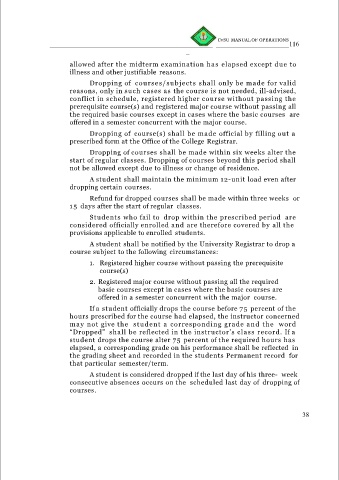 DVSU MANUAL OF OPERATIONS
116
allowed after the midterm examination has elapsed except due to
illness and other justifiable reasons.
Dropping of courses/subjects shall only be made for valid
reasons, only in such cases as the course is not needed, ill-advised,
conflict in schedule, registered higher course without passing the
prerequisite course(s) and registered major course without passing all
the required basic courses except in cases where the basic courses are
offered in a semester concurrent with the major course.
Dropping of course(s) shall be made official by filling out a
prescribed form at the Office of the College Registrar.
Dropping of courses shall be made within six weeks alter the
start of regular classes. Dropping of courses beyond this period shall
not be allowed except due to illness or change of residence.
A student shall maintain the minimum 12-unit load even after
dropping certain courses.
Refund for dropped courses shall be made within three weeks or
15 days after the start of regular classes.
Students who fail to drop within the prescribed period are
considered officially enrolled and are therefore covered by all the
provisions applicable to enrolled students.
A student shall be notified by the University Registrar to drop a
course subject to the following circumstances:
1. Registered higher course without passing the prerequisite
course(s)
2. Registered major course without passing all the required
basic courses except in cases where the basic courses are
offered in a semester concurrent with the major course.
If a student officially drops the course before 75 percent of the
hours prescribed for the course had elapsed, the instructor concerned
may not give the student a corresponding grade and the word
"Dropped" shall be reflected in the instructor's class record. If a
student drops the course alter 75 percent of the required hours has
elapsed, a corresponding grade on his performance shall be reflected in
the grading sheet and recorded in the students Permanent record for
that particular semester/term.
A student is considered dropped if the last day of his three- week
consecutive absences occurs on the scheduled last day of dropping of
courses.
38